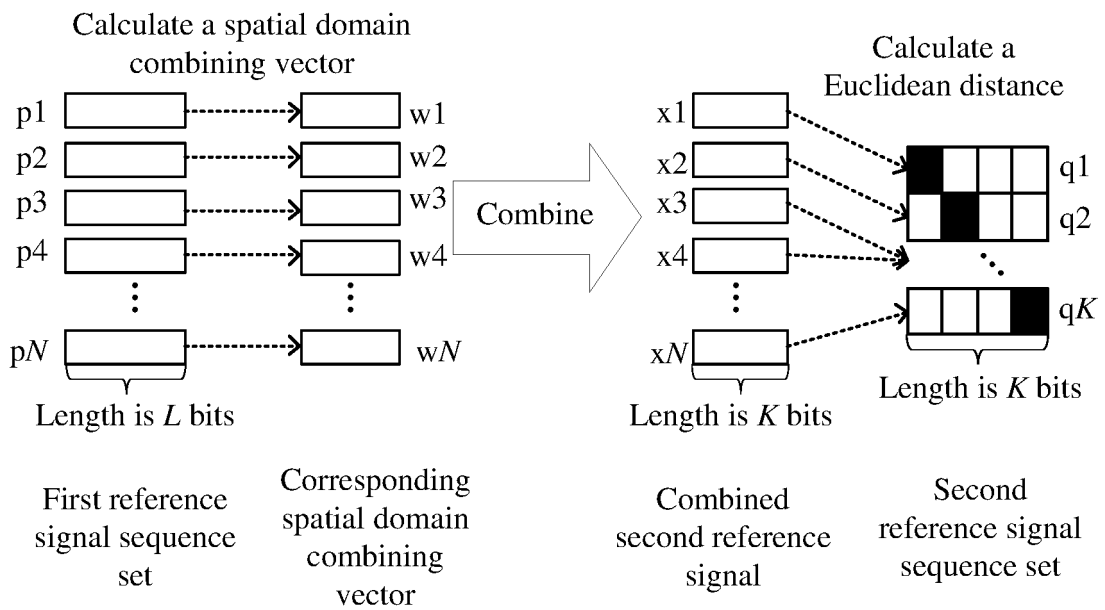 Calculate a spatial domain
combining vector
p1
p2
p3
p4
pN
w1
w2
w3
w4
wN
Length is L bits
Combine
x1
x2
x3
x4
xN
Length is K bits
Calculate a
Euclidean distance
q1
q2
qK
Length is K bits
First reference
signal sequence
set
Corresponding
spatial domain
combining
vector
Combined
second reference
signal
Second
reference signal
sequence set